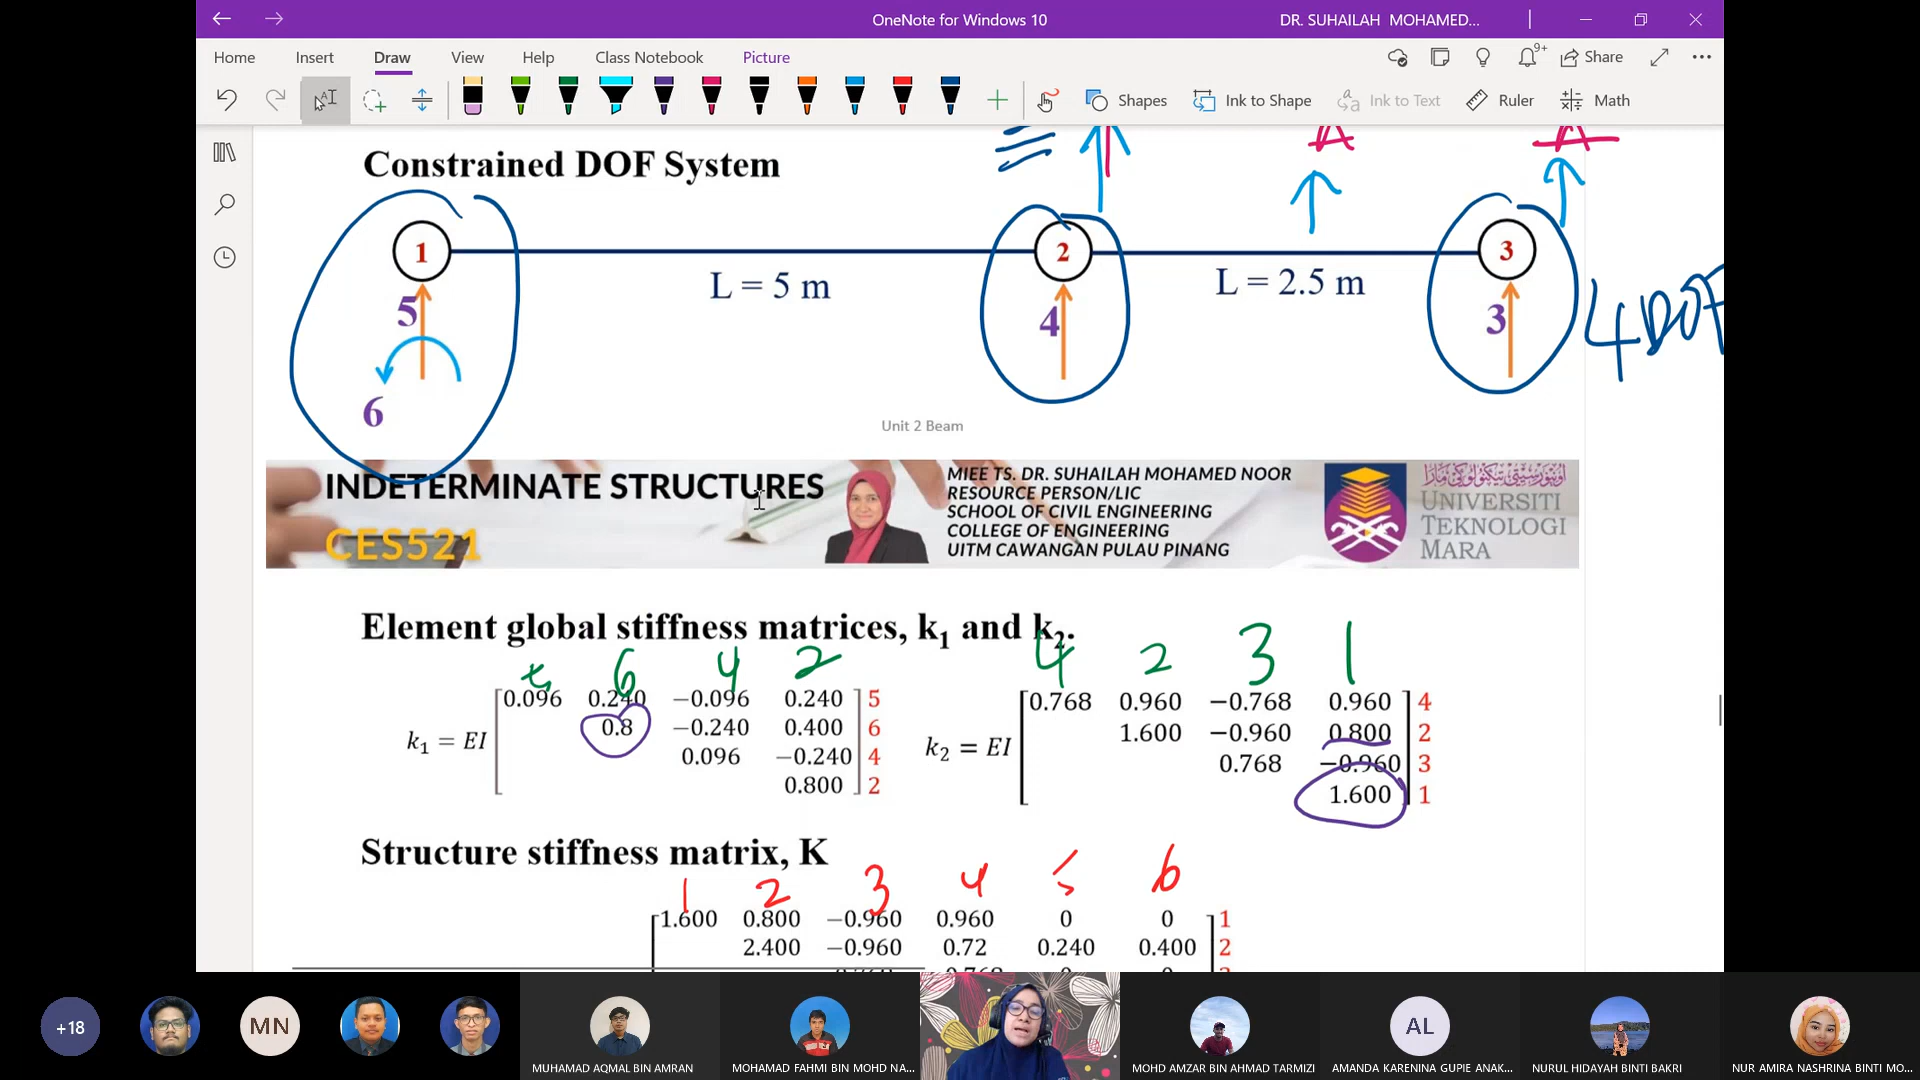 OneNote for Windows 10
DR. SUHAILAH MOHAMED...
Home Insert Draw View Help Class Notebook Picture
9+
Share
Shapes
Ink to Shape
Ink to Text
Ruler
Math
Constrained DOF System
1 2 3
L = 5 m
L = 2.5 m
5 4 3
6
4 DOF
Unit 2 Beam
INDETERMINATE STRUCTURES
CES521
MIEE TS. DR. SUHAILAH MOHAMED NOOR
RESOURCE PERSON/LIC
SCHOOL OF CIVIL ENGINEERING
COLLEGE OF ENGINEERING
UITM CAWANGAN PULAU PINANG
UNIVERSITI
TEKNOLOGI
MARA
Element global stiffness matrices, k₁ and k₂.
5 6 4 2
k₁ = EI
0.096 0.240 −0.096 0.240 5
0.8 −0.240 0.400 6
0.096 −0.240 4
0.800 2
4 2 3 1
k₂ = EI
0.768 0.960 −0.768 0.960 4
1.600 −0.960 0.800 2
0.768 −0.960 3
1.600 1
Structure stiffness matrix, K
1 2 3 4 5 6
1.600 0.800 −0.960 0.960 0 0 1
2.400 −0.960 0.72 0.240 0.400 2
+18
MN
MUHAMAD AQMAL BIN AMRAN
MOHAMAD FAHMI BIN MOHD NA...
MOHD AMZAR BIN AHMAD TARMIZI
AL
AMANDA KARENINA GUPIE ANAK...
NURUL HIDAYAH BINTI BAKRI
NUR AMIRA NASHRINA BINTI MO...